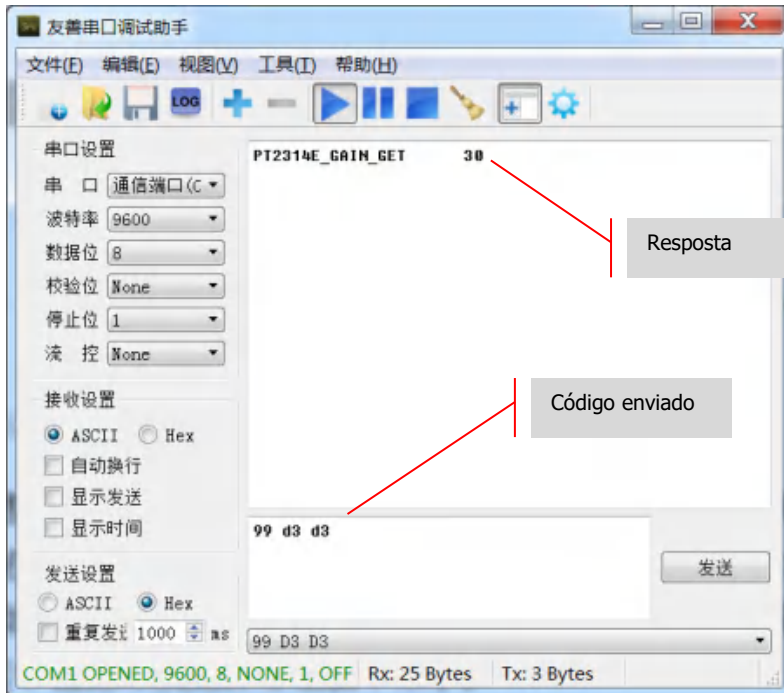 友善串口调试助手
文件(F) 编辑(E) 视图(V) 工具(T) 帮助(H)
LOG
串口设置
串 口 通信端口(C
波特率 9600
数据位 8
校验位 None
停止位 1
流 控 None
接收设置
ASCII Hex
自动换行
显示发送
显示时间
发送设置
ASCII Hex
重复发 1000 ms
PT2314E_GAIN_GET 30
Resposta
Código enviado
99 d3 d3
发送
99 D3 D3
COM1 OPENED, 9600, 8, NONE, 1, OFF Rx: 25 Bytes Tx: 3 Bytes